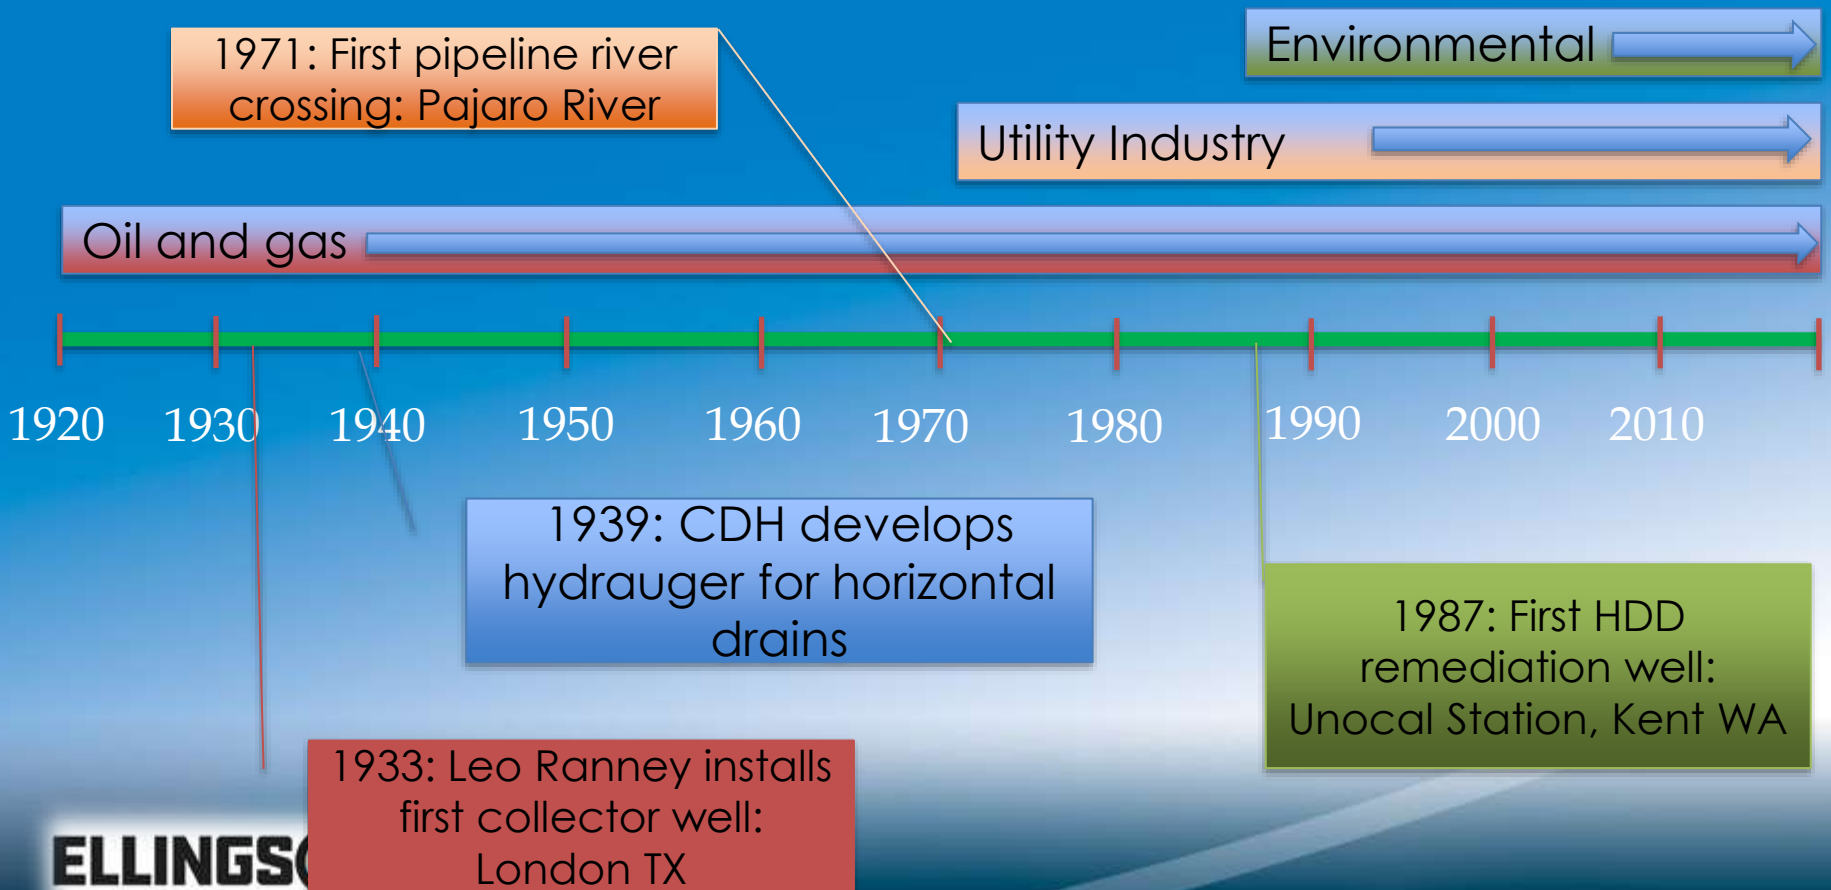 1971: First pipeline river
crossing: Pajaro River
Environmental
Utility Industry
Oil and gas
1920 1930 1940 1950 1960 1970 1980 1990 2000 2010
1939: CDH develops
hydrauger for horizontal
drains
1987: First HDD
remediation well:
Unocal Station, Kent WA
1933: Leo Ranney installs
first collector well:
London TX